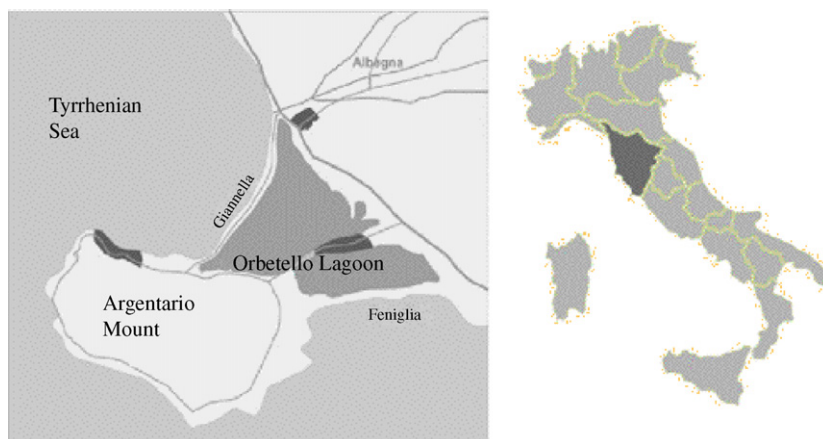 Albegna
Tyrrhenian
Sea
Giannella
Orbetello Lagoon
Argentario
Mount
Feniglia